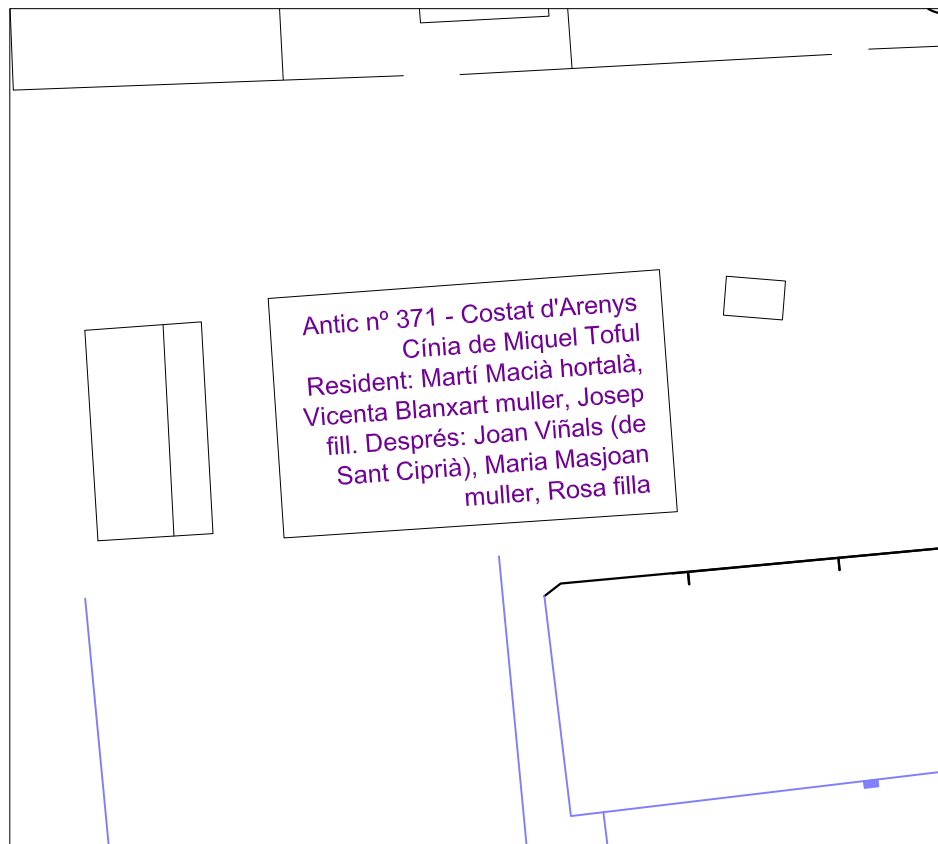 Antic nº 371 - Costat d'Arenys
Cínia de Miquel Toful
Resident: Martí Macià hortalà,
Vicenta Blanxart muller, Josep
fill. Després: Joan Viñals (de
Sant Ciprià), Maria Masjoan
muller, Rosa filla